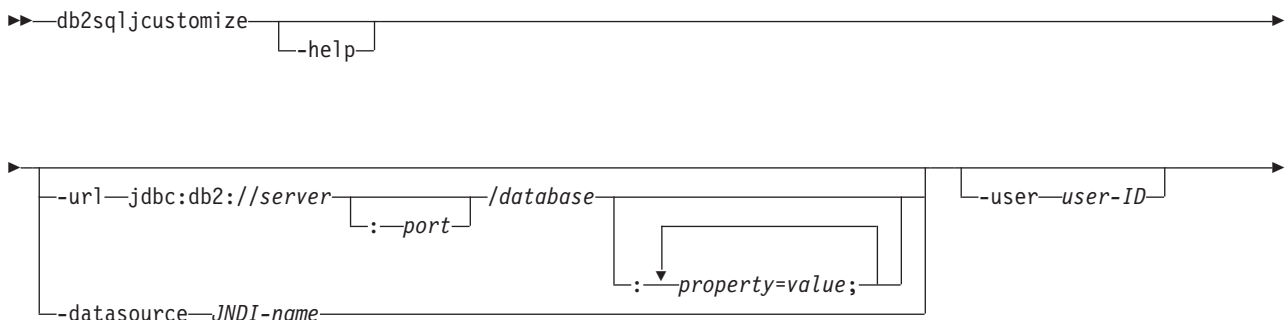 db2sqljcustomize
-help
-url jdbc:db2://server /database -user user-ID
: port
: property=value;
-datasource JNDI-name